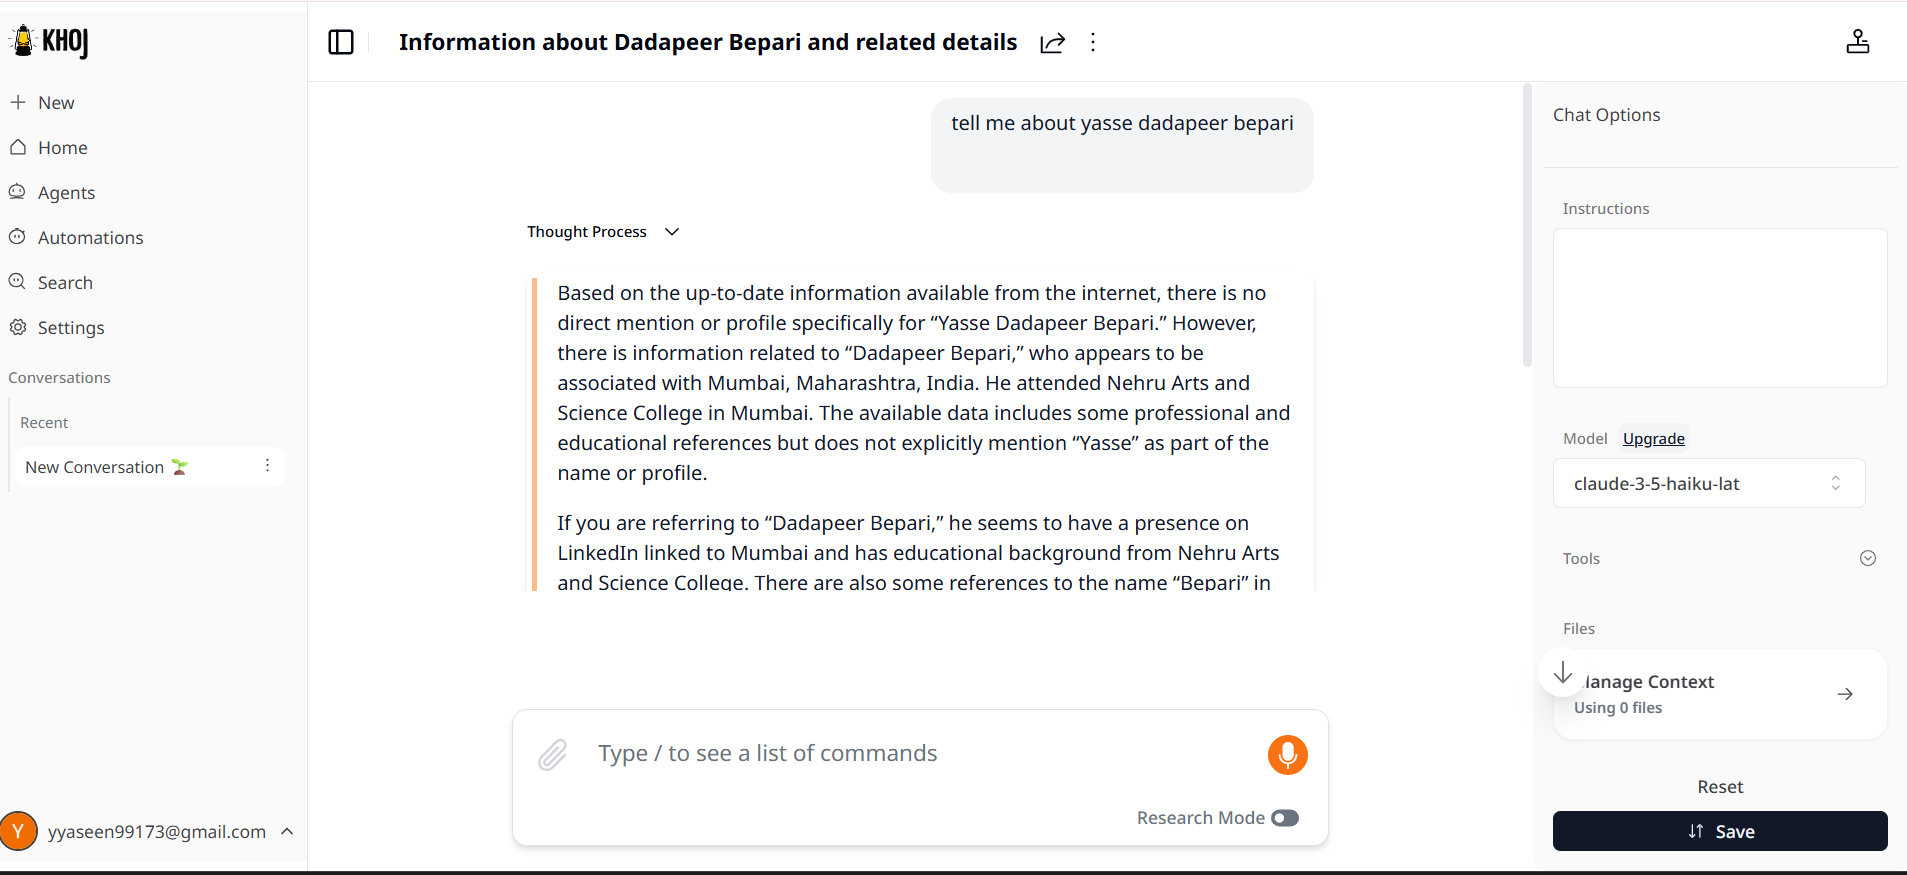 KHOJ
New
Home
Agents
Automations
Search
Settings
Conversations
Recent
New Conversation
yyaseen99173@gmail.com
Y
Information about Dadapeer Bepari and related details
tell me about yasse dadapeer bepari
Thought Process
Based on the up-to-date information available from the internet, there is no
direct mention or profile specifically for “Yasse Dadapeer Bepari.” However,
there is information related to “Dadapeer Bepari,” who appears to be
associated with Mumbai, Maharashtra, India. He attended Nehru Arts and
Science College in Mumbai. The available data includes some professional and
educational references but does not explicitly mention “Yasse” as part of the
name or profile.
If you are referring to “Dadapeer Bepari,” he seems to have a presence on
LinkedIn linked to Mumbai and has educational background from Nehru Arts
and Science College. There are also some references to the name “Bepari” in
Type / to see a list of commands
Research Mode
Chat Options
Instructions
Model Upgrade
claude-3-5-haiku-lat
Tools
Files
anage Context
Using 0 files
Reset
Save